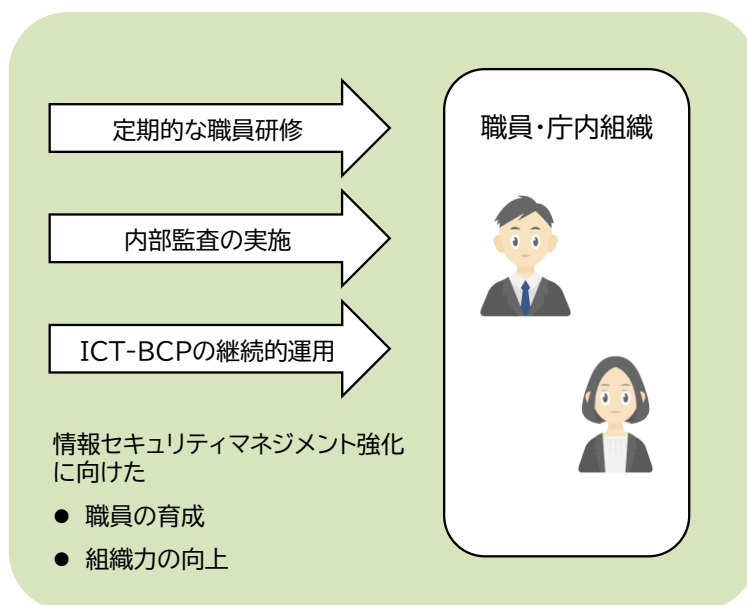 定期的な職員研修
職員・庁内組織
内部監査の実施
ICT-BCPの継続的運用
情報セキュリティマネジメント強化
に向けた
● 職員の育成
● 組織力の向上